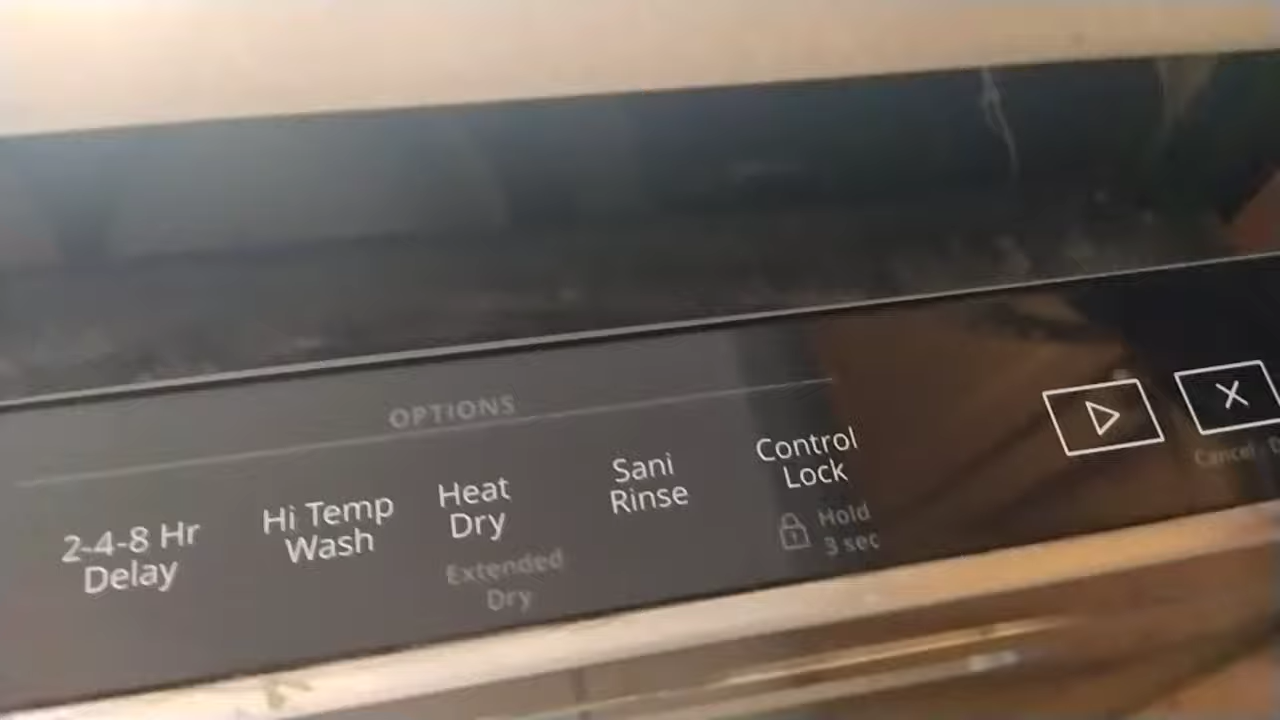 OPTIONS
2-4-8 Hr
Delay
Hi Temp
Wash
Heat
Dry
Extended
Dry
Sani
Rinse
Control
Lock
Hold
3 sec
Cancel